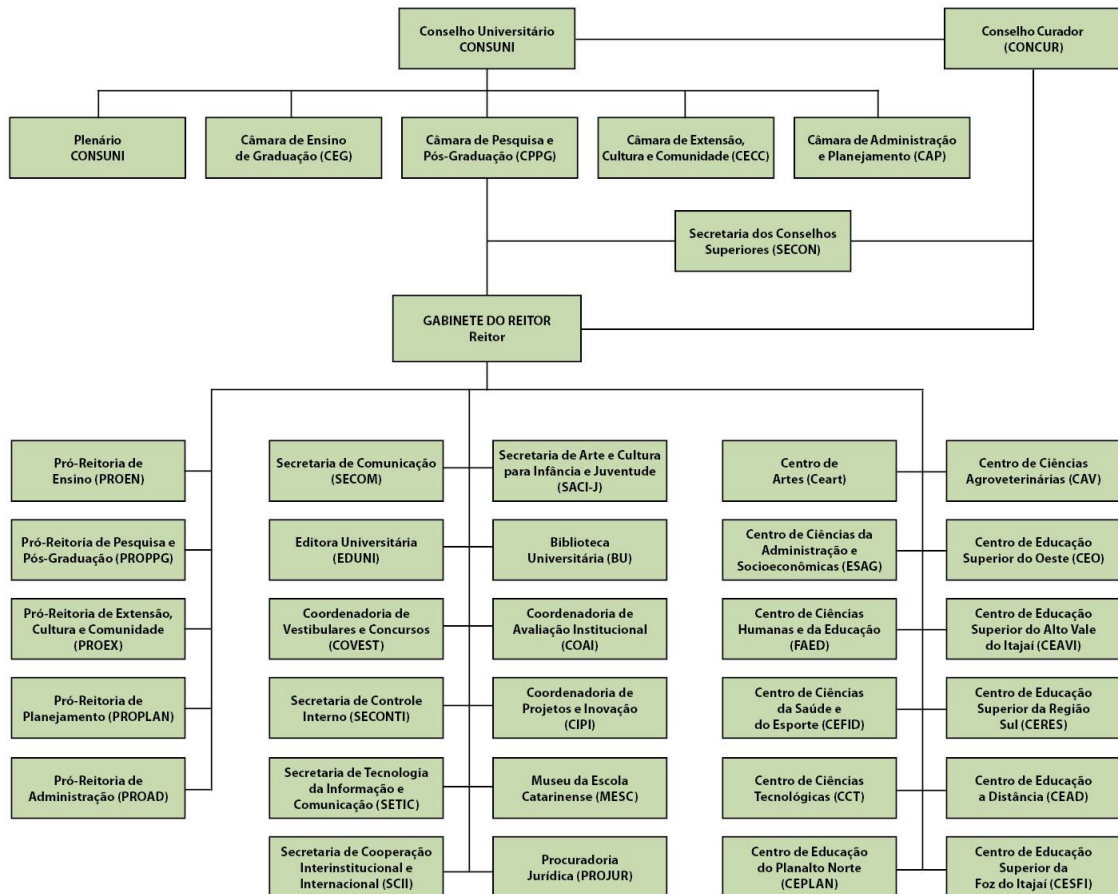 Conselho Universitário
CONSUNI
Conselho Curador
(CONCUR)
Plenário
CONSUNI
Câmara de Ensino
de Graduação (CEG)
Câmara de Pesquisa e
Pós-Graduação (CPPG)
Câmara de Extensão,
Cultura e Comunidade (CECC)
Câmara de Administração
e Planejamento (CAP)
Secretaria dos Conselhos
Superiores (SECON)
GABINETE DO REITOR
Reitor
Pró-Reitoria de
Ensino (PROEN)
Secretaria de Comunicação
(SECOM)
Secretaria de Arte e Cultura
para Infância e Juventude
(SACI-J)
Centro de
Artes (Ceart)
Centro de Ciências
Agroveterinárias (CAV)
Pró-Reitoria de Pesquisa e
Pós-Graduação (PROPPG)
Editora Universitária
(EDUNI)
Biblioteca
Universitária (BU)
Centro de Ciências da
Administração e
Socioeconômicas (ESAG)
Centro de Educação
Superior do Oeste (CEO)
Pró-Reitoria de Extensão,
Cultura e Comunidade
(PROEX)
Coordenadoria de
Vestibulares e Concursos
(COVEST)
Coordenadoria de
Avaliação Institucional
(COAI)
Centro de Ciências
Humanas e da Educação
(FAED)
Centro de Educação
Superior do Alto Vale
do Itajaí (CEAVI)
Pró-Reitoria de
Planejamento (PROPLAN)
Secretaria de Controle
Interno (SECONTI)
Coordenadoria de
Projetos e Inovação
(CIPI)
Centro de Ciências
da Saúde e
do Esporte (CEFID)
Centro de Educação
Superior da Região
Sul (CERES)
Pró-Reitoria de
Administração (PROAD)
Secretaria de Tecnologia
da Informação e
Comunicação (SETIC)
Museu da Escola
Catarinense (MESC)
Centro de Ciências
Tecnológicas (CCT)
Centro de Educação
a Distância (CEAD)
Secretaria de Cooperação
Interinstitucional e
Internacional (SCII)
Procuradoria
Jurídica (PROJUR)
Centro de Educação
do Planalto Norte
(CEPLAN)
Centro de Educação
Superior da
Foz do Itajaí (CESFI)